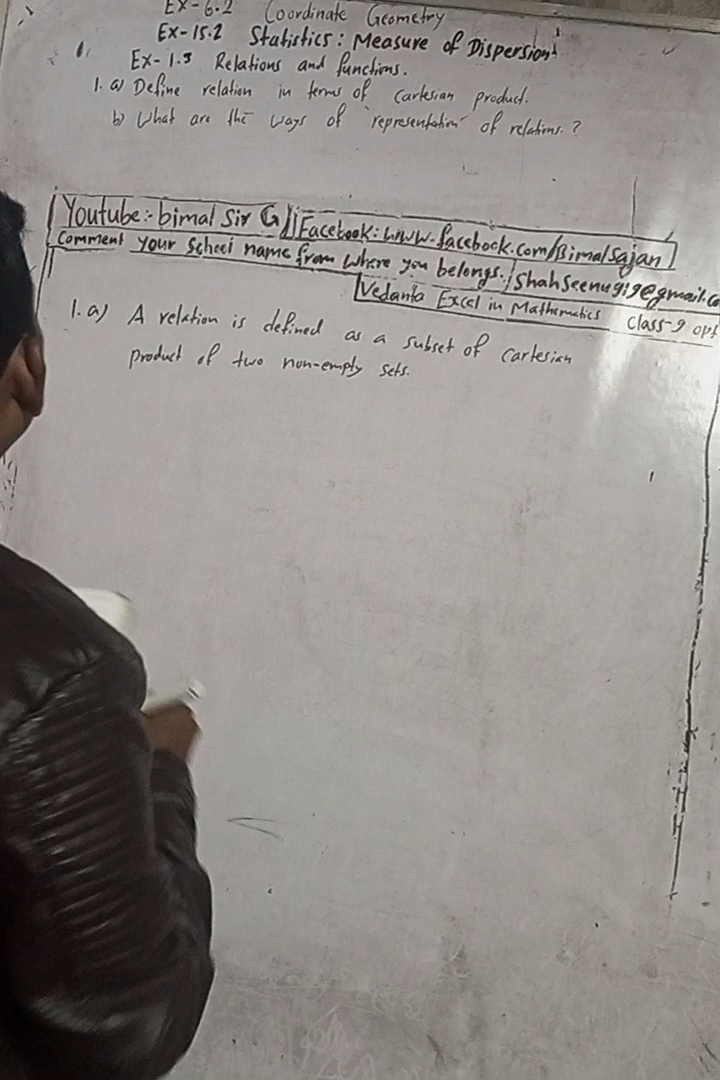 Ex-6.2 Coordinate Geometry
Ex-15.2 Statistics: Measure of Dispersion
Ex-1.3 Relations and functions.
1. a) Define relation in terms of cartesian product.
b) What are the ways of "representation" of relations.?
Youtube:- bimal Sir G
Facebook: www.facebook.com/Bimalsajan
Comment your School name from where you belongs.
Vedanta Excel in Mathematics Class-9 opt
1. a) A relation is defined as a subset of cartesian
product of two non-empty sets.